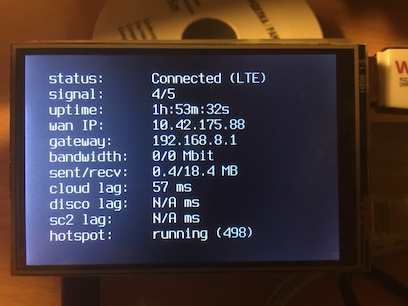 status: Connected (LTE)
signal: 4/5
uptime: 1h:53m:32s
wan IP: 10.42.175.88
gateway: 192.168.8.1
bandwidth: 0/0 Mbit
sent/recv: 0.4/18.4 MB
cloud lag: 57 ms
disco lag: N/A ms
sc2 lag: N/A ms
hotspot: running (498)